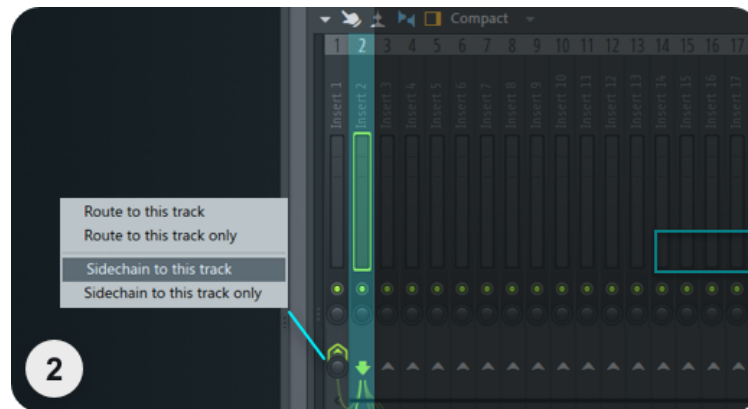 Compact
1 2 3 4 5 6 7 8 9 10 11 12 13 14 15 16 17
Insert 1 Insert 2 Insert 3 Insert 4 Insert 5 Insert 6 Insert 7 Insert 8 Insert 9 Insert 10 Insert 11 Insert 12 Insert 13 Insert 14 Insert 15 Insert 16 Insert 17
Route to this track
Route to this track only
Sidechain to this track
Sidechain to this track only
2